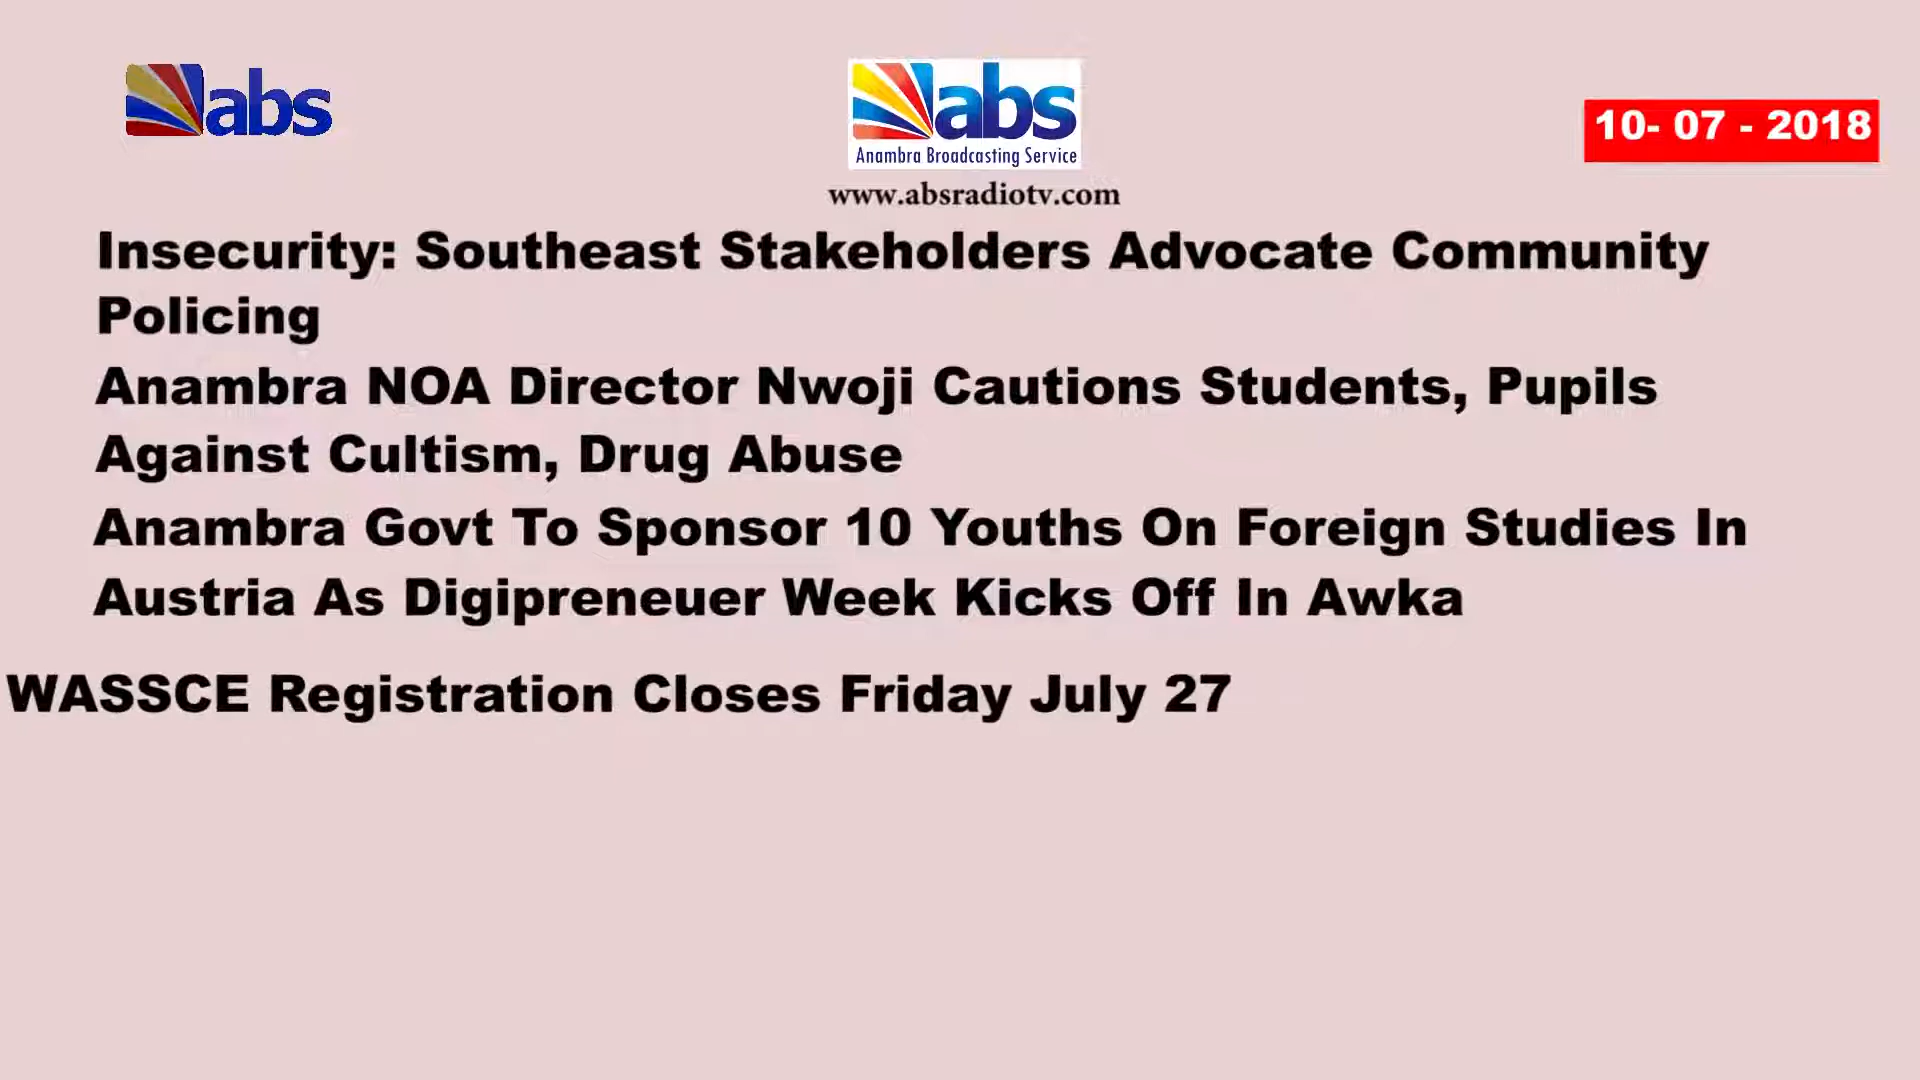 abs
abs
Anambra Broadcasting Service
www.absradiotv.com
10- 07 - 2018
Insecurity: Southeast Stakeholders Advocate Community
Policing
Anambra NOA Director Nwoji Cautions Students, Pupils
Against Cultism, Drug Abuse
Anambra Govt To Sponsor 10 Youths On Foreign Studies In
Austria As Digipreneuer Week Kicks Off In Awka
WASSCE Registration Closes Friday July 27